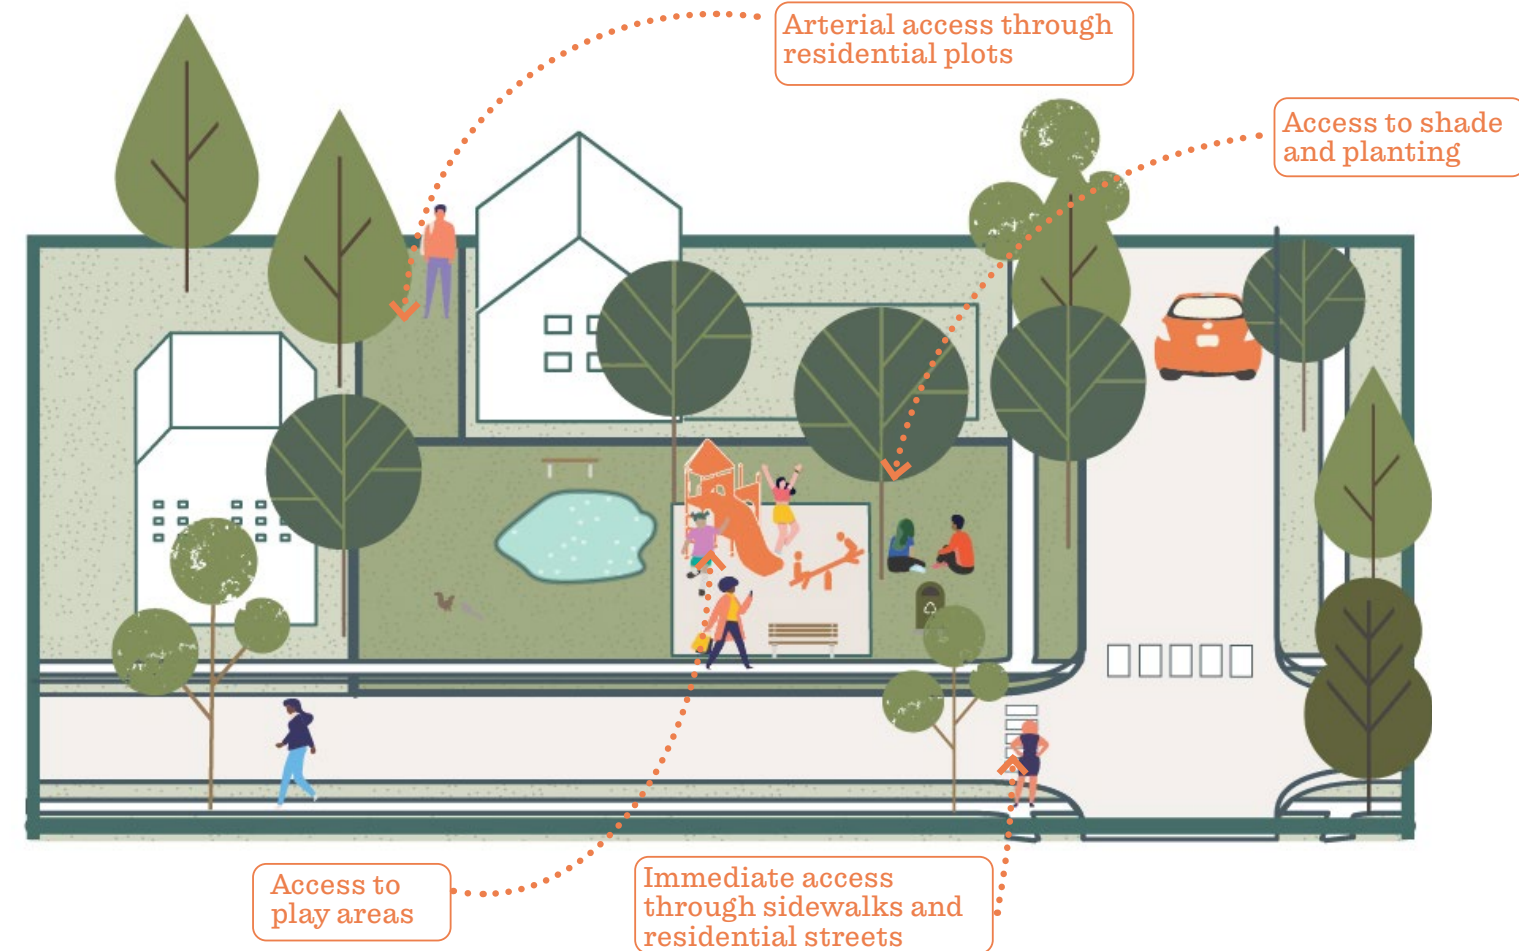 Arterial access through
residential plots
Access to shade
and planting
Access to
play areas
Immediate access
through sidewalks and
residential streets